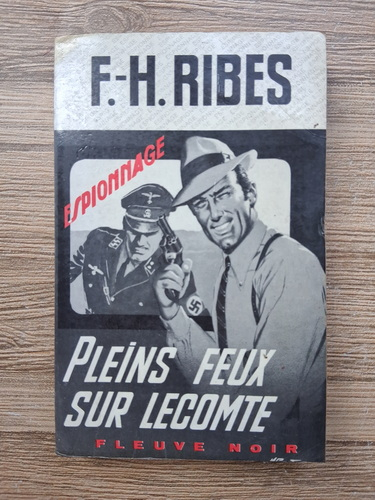 F.-H. RIBES
ESPIONNAGE
PLEINS FEUX
SUR LECOMTE
FLEUVE NOIR